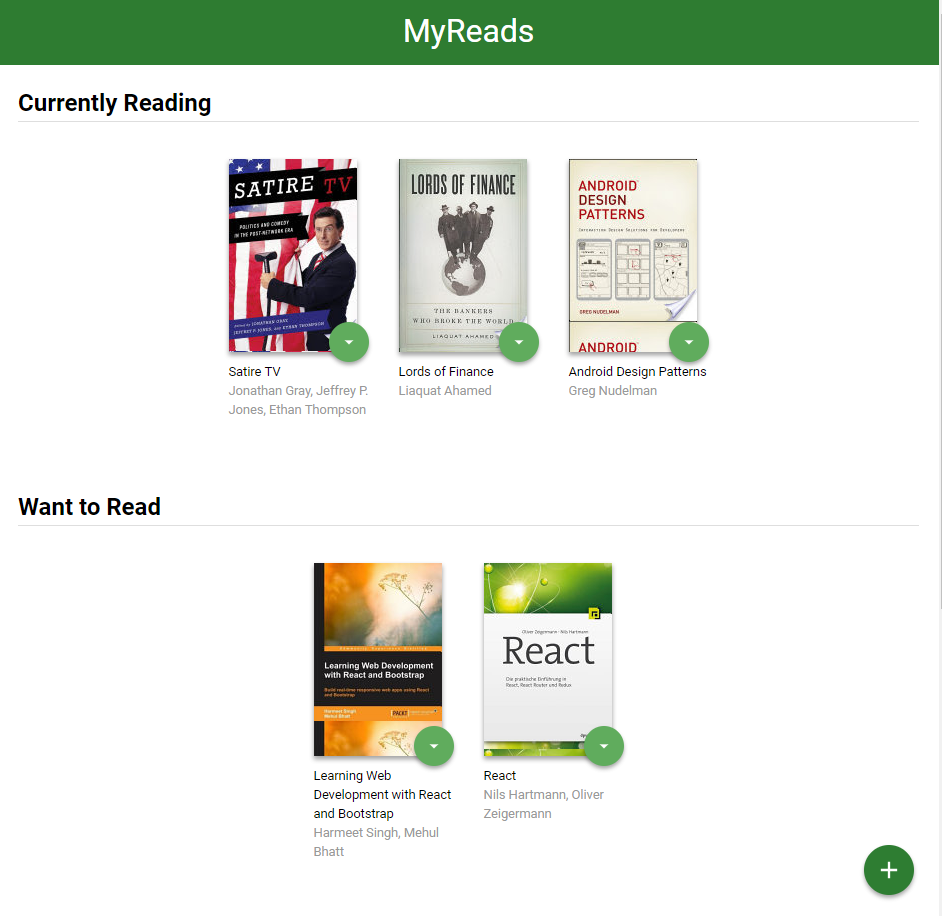 MyReads
Currently Reading
SATIRE TV
POLITICS AND COMEDY
IN THE POST-NETWORK ERA
JONATHAN GRAY,
JEFFREY P. JONES, AND ETHAN THOMPSON
LORDS OF FINANCE
THE BANKERS
WHO BROKE THE WORLD
LIAQUAT AHAMED
ANDROID
DESIGN
PATTERNS
INTERACTION DESIGN SOLUTIONS FOR DEVELOPERS
GREG NUDELMAN
ANDROID
Satire TV
Jonathan Gray, Jeffrey P.
Jones, Ethan Thompson
Lords of Finance
Liaquat Ahamed
Android Design Patterns
Greg Nudelman
Want to Read
Learning Web Development
with React and Bootstrap
Build real-time responsive web apps using React
and Bootstrap
Harmeet Singh
Mehul Bhatt
PACKT
Oliver Zeigermann · Nils Hartmann
React
Die praktische Einführung in
React, React Router und Redux
Learning Web
Development with React
and Bootstrap
Harmeet Singh, Mehul
Bhatt
React
Nils Hartmann, Oliver
Zeigermann
+